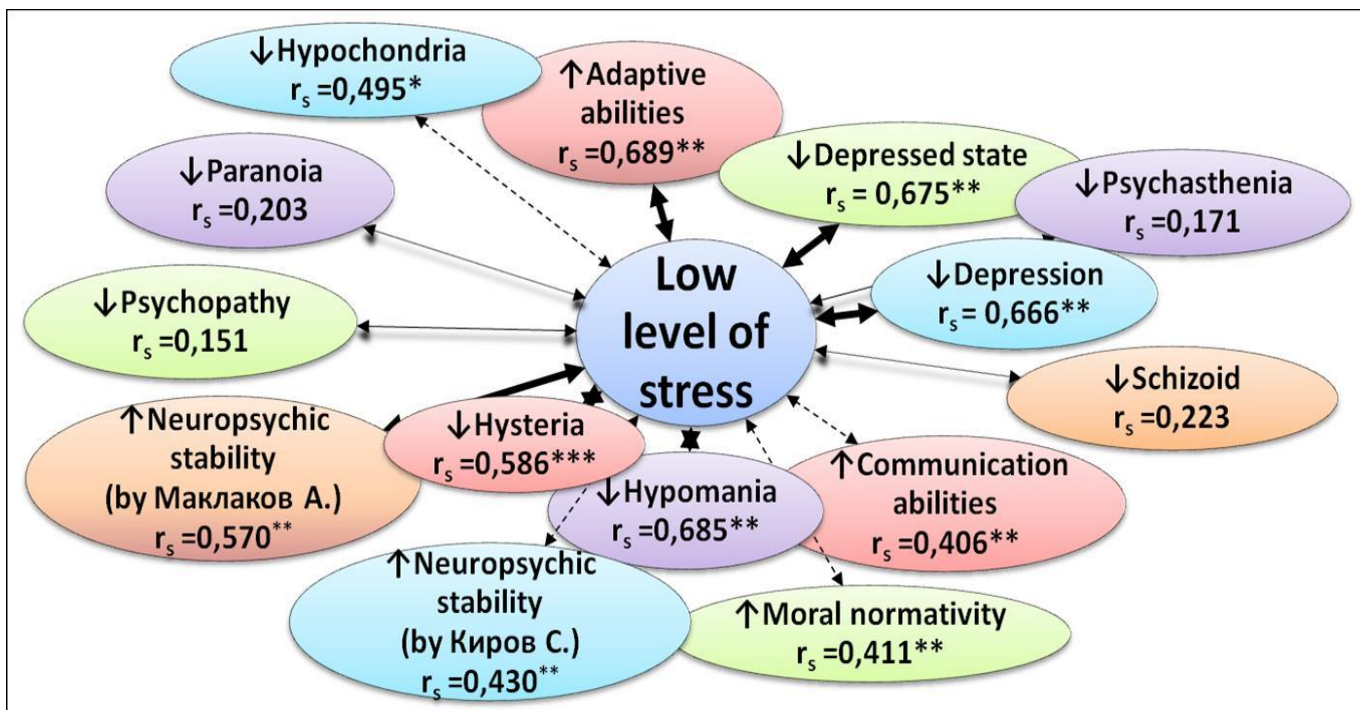 ↓Hypochondria
rₛ =0,495*
↑Adaptive
abilities
rₛ =0,689**
↓Depressed state
rₛ = 0,675**
↓Psychasthenia
rₛ =0,171
↓Paranoia
rₛ =0,203
↓Psychopathy
rₛ =0,151
Low
level of
stress
↓Depression
rₛ = 0,666**
↓Schizoid
rₛ =0,223
↑Neuropsychic
stability
(by Маклаков А.)
rₛ =0,570**
↓Hysteria
rₛ =0,586***
↓Hypomania
rₛ =0,685**
↑Communication
abilities
rₛ =0,406**
↑Neuropsychic
stability
(by Киров С.)
rₛ =0,430**
↑Moral normativity
rₛ =0,411**